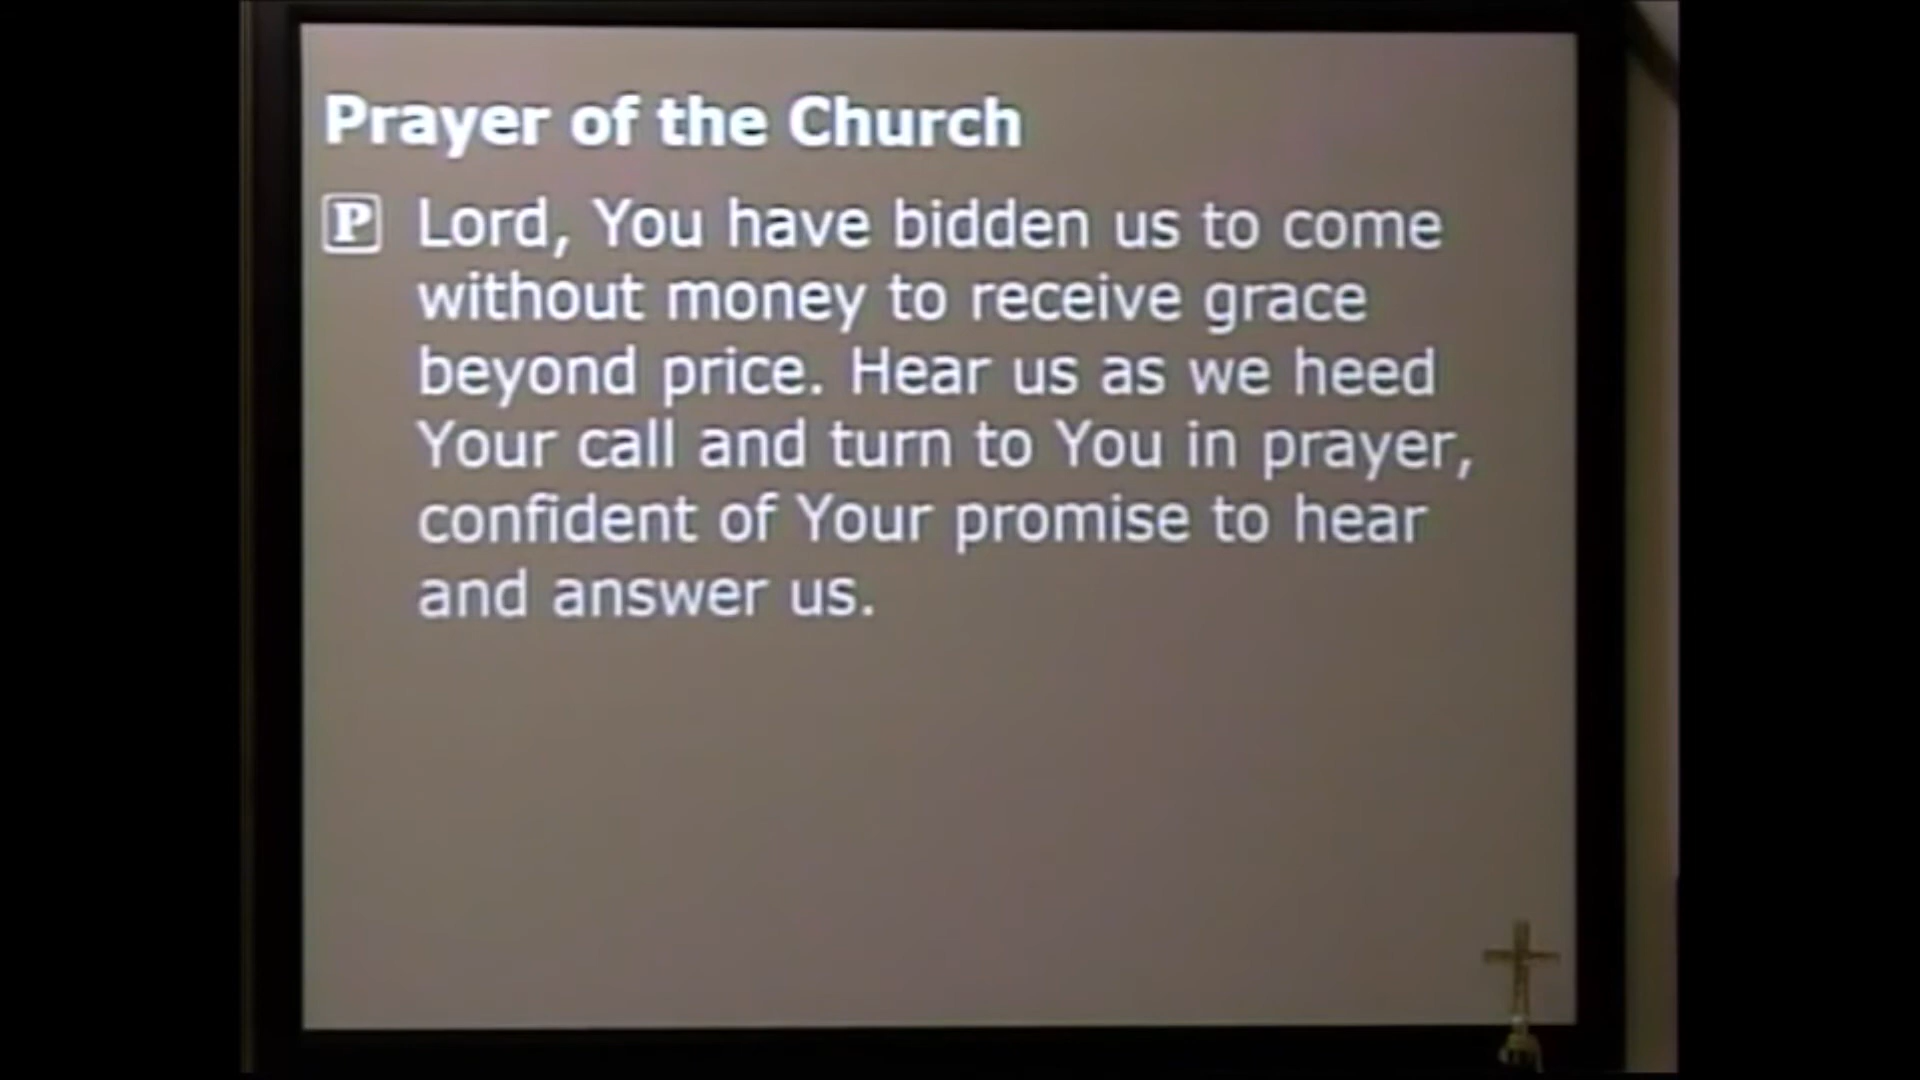 Prayer of the Church
P Lord, You have bidden us to come
without money to receive grace
beyond price. Hear us as we heed
Your call and turn to You in prayer,
confident of Your promise to hear
and answer us.